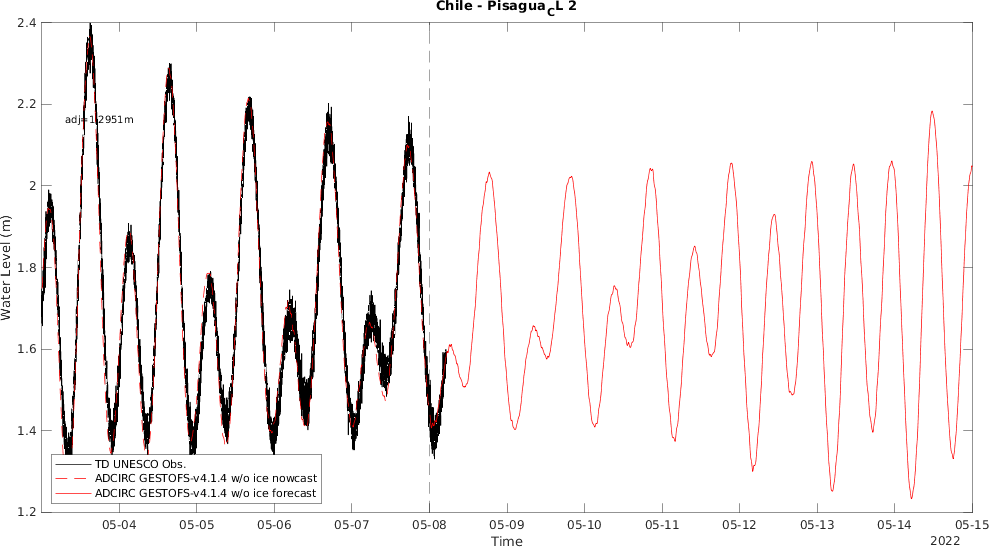 Chile - Pisagua_CL 2
2.4
2.2
2
1.8
1.6
1.4
1.2
Water Level (m)
adj=1.2951m
TD UNESCO Obs.
ADCIRC GESTOFS-v4.1.4 w/o ice nowcast
ADCIRC GESTOFS-v4.1.4 w/o ice forecast
05-04 05-05 05-06 05-07 05-08 05-09 05-10 05-11 05-12 05-13 05-14 05-15
Time
2022